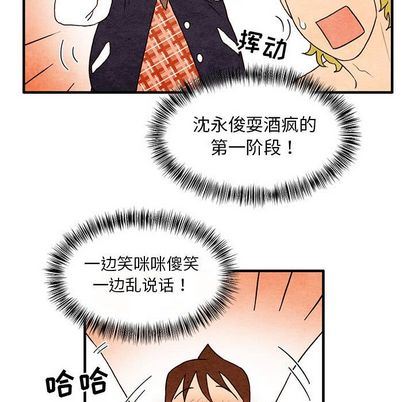 挥动
沈永俊耍酒疯的
第一阶段！
一边笑咪咪傻笑
一边乱说话！
哈哈